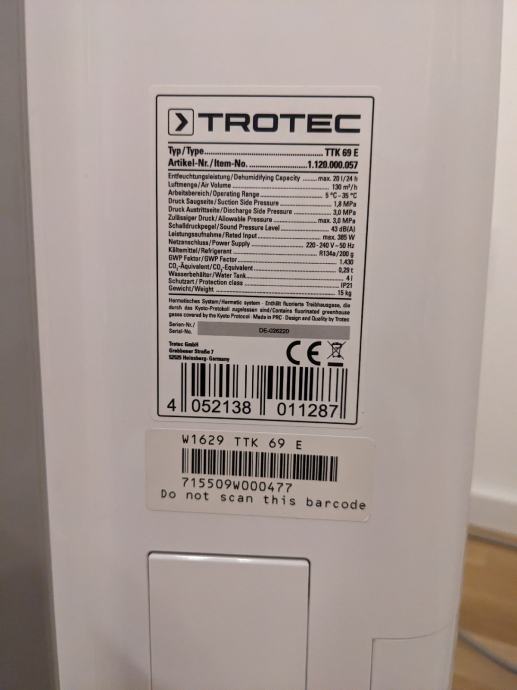 TROTEC
Typ/Type TTK 69 E
Artikel-Nr./Item-No. 1.120.000.057
Entfeuchtungsleistung/Dehumidifying Capacity max. 20 l/24 h
Luftmenge/Air Volume 130 m³/h
Arbeitsbereich/Operating Range 5 °C - 35 °C
Druck Saugseite/Suction Side Pressure 1,8 MPa
Druck Austrittseite/Discharge Side Pressure 3,0 MPa
Zulässiger Druck/Allowable Pressure max. 3,0 MPa
Schalldruckpegel/Sound Pressure Level 43 dB(A)
Leistungsaufnahme/Rated Input max. 385 W
Netzanschluss/Power Supply 220 - 240 V ~ 50 Hz
Kältemittel/Refrigerant R134a/200 g
GWP Faktor/GWP Factor 1.430
CO₂-Äquivalent/CO₂-Equivalent 0,29 t
Wasserbehälter/Water Tank 4 l
Schutzart/Protection class IP21
Gewicht/Weight 15 kg
Hermetisches System/Hermetic system - Enthält fluorierte Treibhausgase, die
durch das Kyoto-Protokoll zugelassen sind/Contains fluorinated greenhouse
gases covered by the Kyoto Protocol Made in PRC - Design and Quality by Trotec
Serien-Nr./
Serial-No. DE-026220
Trotec GmbH
Grebbener Straße 7
52525 Heinsberg · Germany
CE
4 052138 011287
W1629 TTK 69 E
715509W000477
Do not scan this barcode